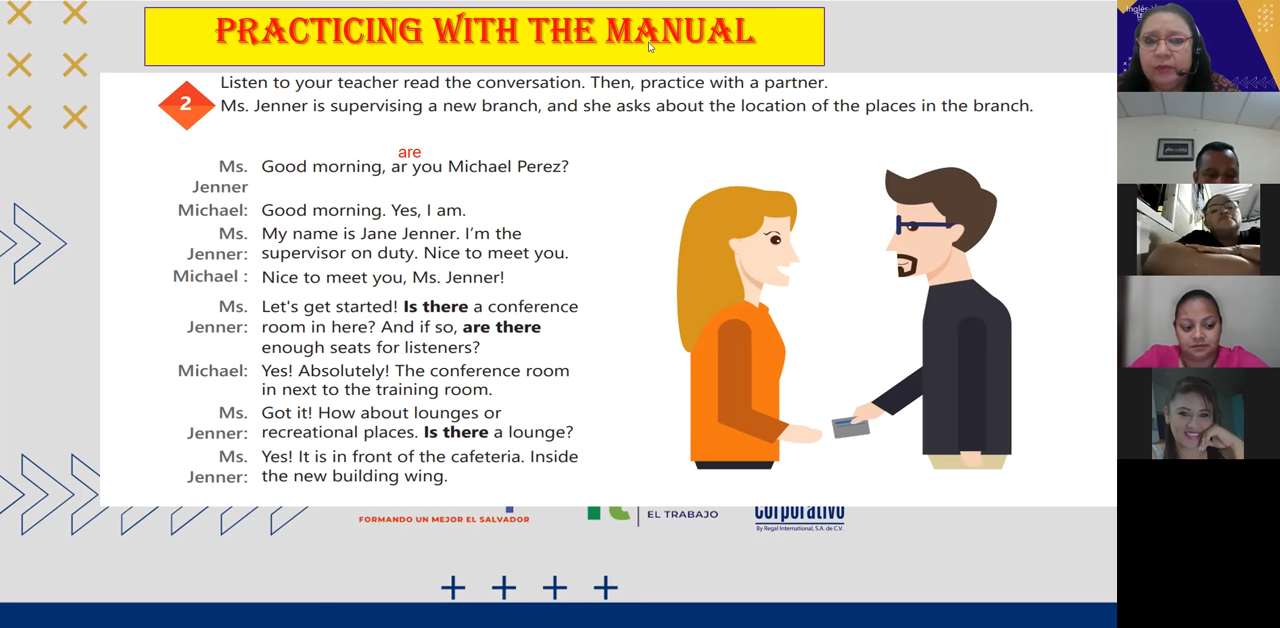 PRACTICING WITH THE MANUAL
2
Listen to your teacher read the conversation. Then, practice with a partner.
Ms. Jenner is supervising a new branch, and she asks about the location of the places in the branch.
are
Ms. Good morning, ar you Michael Perez?
Jenner
Michael: Good morning. Yes, I am.
Ms. My name is Jane Jenner. I'm the
Jenner: supervisor on duty. Nice to meet you.
Michael : Nice to meet you, Ms. Jenner!
Ms. Let's get started! Is there a conference
Jenner: room in here? And if so, are there
enough seats for listeners?
Michael: Yes! Absolutely! The conference room
in next to the training room.
Ms. Got it! How about lounges or
Jenner: recreational places. Is there a lounge?
Ms. Yes! It is in front of the cafeteria. Inside
Jenner: the new building wing.
FORMANDO UN MEJOR EL SALVADOR
EL TRABAJO
corporativo
By Regal International, S.A. de C.V.